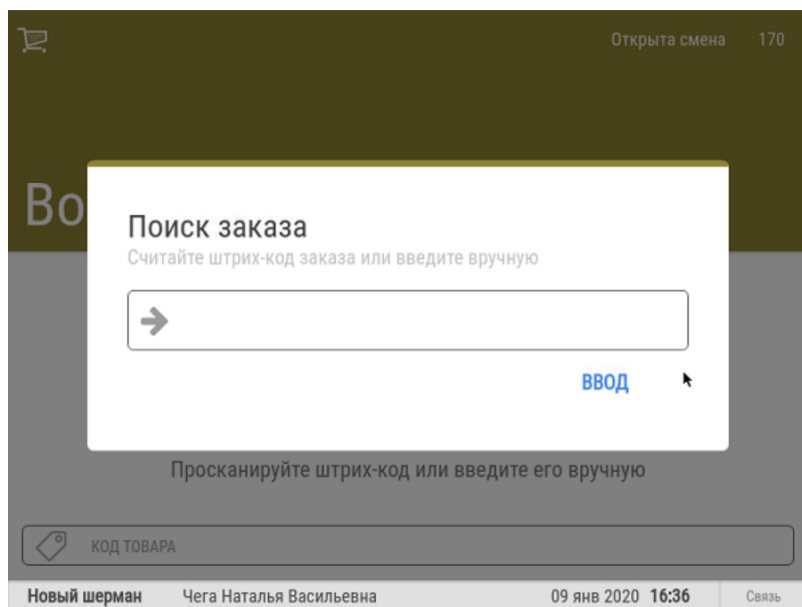 Открыта смена 170
Во
Поиск заказа
Считайте штрих-код заказа или введите вручную
ВВОД
Просканируйте штрих-код или введите его вручную
КОД ТОВАРА
Новый шерман Чега Наталья Васильевна 09 янв 2020 16:36 Связь